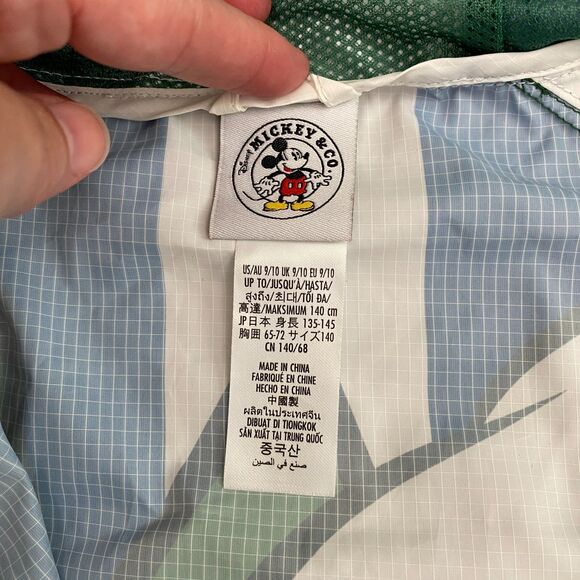 Disney
MICKEY & CO.
US/AU 9/10 UK 9/10 EU 9/10
UP TO/JUSQU'À/HASTA/
สูงถึง/최대/TỐI ĐA/
高達/MAKSIMUM 140 cm
JP日本 身長 135-145
胸囲 65-72 サイズ140
CN 140/68
MADE IN CHINA
FABRIQUÉ EN CHINE
HECHO EN CHINA
中國製
ผลิตในประเทศจีน
DIBUAT DI TIONGKOK
SẢN XUẤT TẠI TRUNG QUỐC
중국산
صنع في الصين